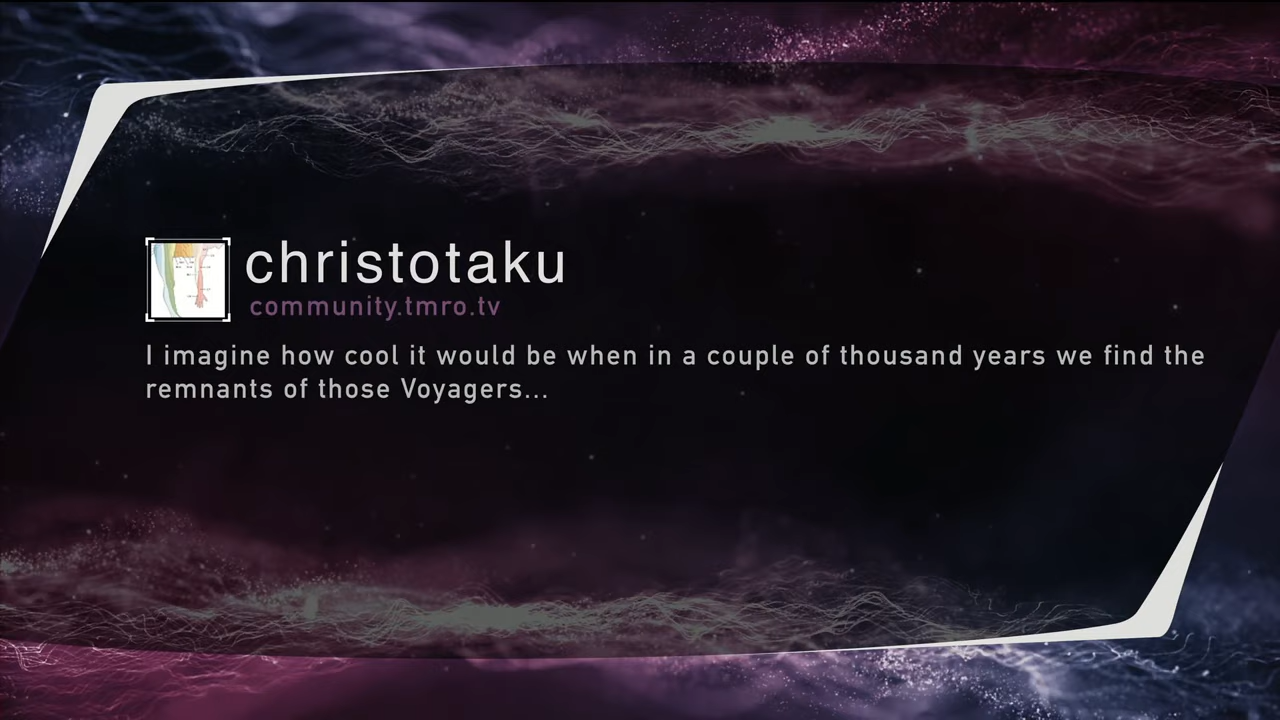 christotaku
community.tmro.tv
I imagine how cool it would be when in a couple of thousand years we find the
remnants of those Voyagers...